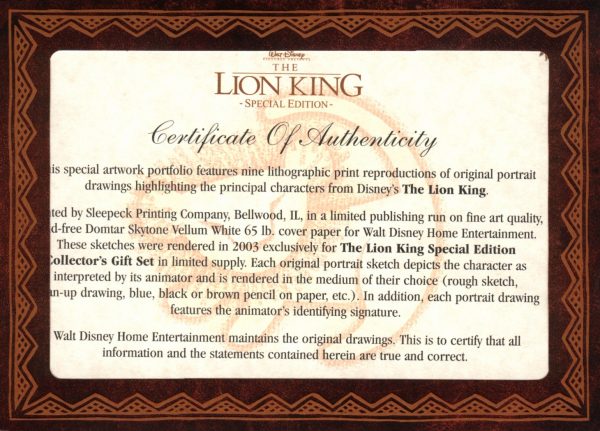 Walt Disney
PICTURES PRESENTS
THE
LION KING
- SPECIAL EDITION -
Certificate Of Authenticity
is special artwork portfolio features nine lithographic print reproductions of original portrait
drawings highlighting the principal characters from Disney's The Lion King.
ted by Sleepeck Printing Company, Bellwood, IL, in a limited publishing run on fine art quality,
d-free Domtar Skytone Vellum White 65 lb. cover paper for Walt Disney Home Entertainment.
These sketches were rendered in 2003 exclusively for The Lion King Special Edition
Collector's Gift Set in limited supply. Each original portrait sketch depicts the character as
interpreted by its animator and is rendered in the medium of their choice (rough sketch,
an-up drawing, blue, black or brown pencil on paper, etc.). In addition, each portrait drawing
features the animator's identifying signature.
Walt Disney Home Entertainment maintains the original drawings. This is to certify that all
information and the statements contained herein are true and correct.